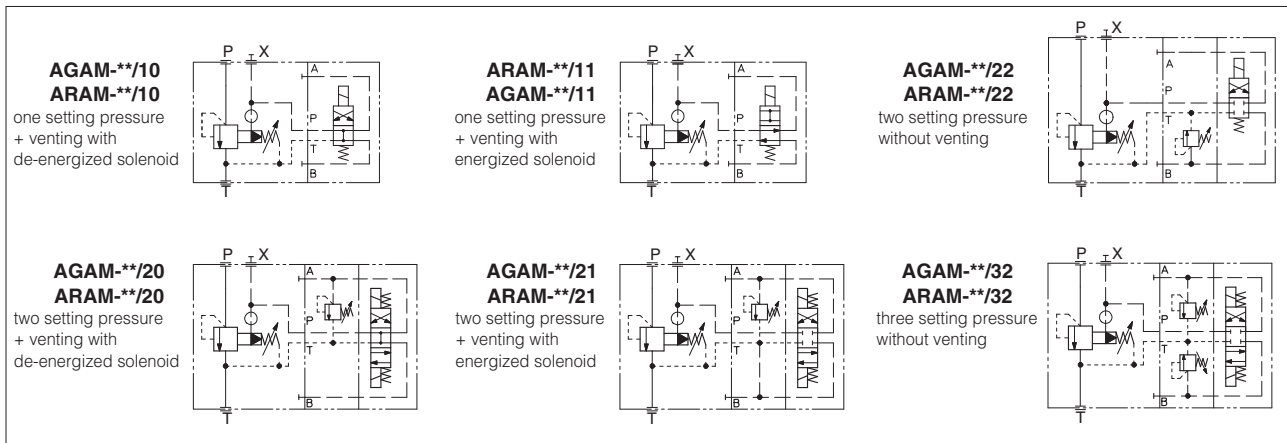 P X
AGAM-**/10
ARAM-**/10
one setting pressure
+ venting with
de-energized solenoid
A
P
T
B
T
P X
ARAM-**/11
AGAM-**/11
one setting pressure
+ venting with
energized solenoid
A
P
T
B
T
P X
AGAM-**/22
ARAM-**/22
two setting pressure
without venting
A
P
T
B
T
P X
AGAM-**/20
ARAM-**/20
two setting pressure
+ venting with
de-energized solenoid
A
P
T
B
T
P X
AGAM-**/21
ARAM-**/21
two setting pressure
+ venting with
energized solenoid
A
P
T
B
T
P X
AGAM-**/32
ARAM-**/32
three setting pressure
without venting
A
P
T
B
T